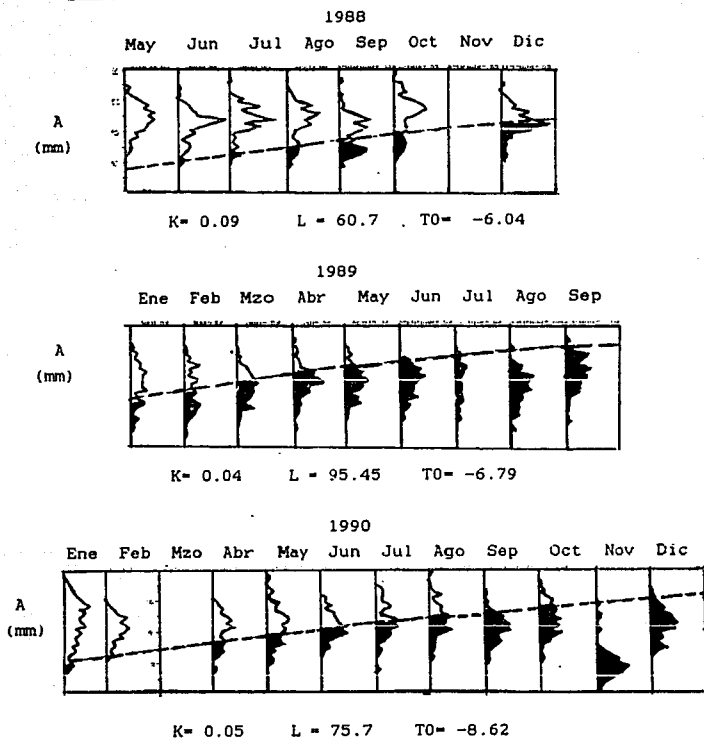 1988
May Jun Jul Ago Sep Oct Nov Dic
A
(mm)
K= 0.09 L = 60.7 T0= -6.04
1989
Ene Feb Mzo Abr May Jun Jul Ago Sep
A
(mm)
K= 0.04 L = 95.45 T0= -6.79
1990
Ene Feb Mzo Abr May Jun Jul Ago Sep Oct Nov Dic
A
(mm)
K= 0.05 L = 75.7 T0= -8.62